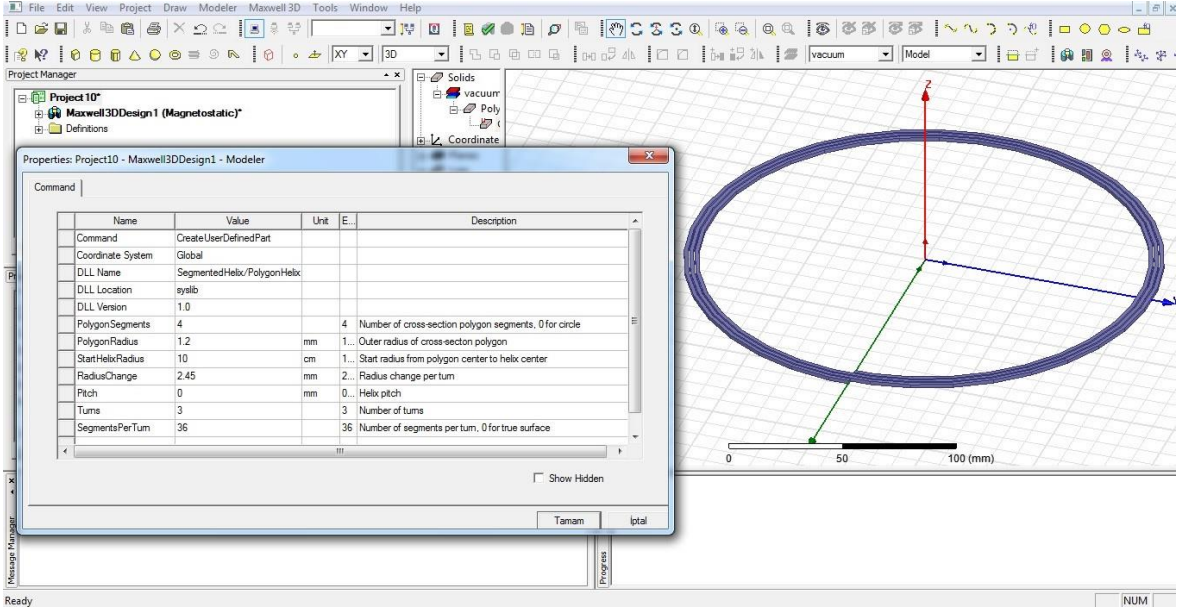 File Edit View Project Draw Modeler Maxwell 3D Tools Window Help
XY 3D vacuum Model
Project Manager
Project10*
Maxwell3DDesign1 (Magnetostatic)*
Definitions
Solids
vacuum
Poly
Coordinate
Properties: Project10 - Maxwell3DDesign1 - Modeler
Command
Name Value Unit E... Description
Command CreateUserDefinedPart
Coordinate System Global
DLL Name SegmentedHelix/PolygonHelix
DLL Location syslib
DLL Version 1.0
PolygonSegments 4 4 Number of cross-section polygon segments, 0 for circle
PolygonRadius 1.2 mm 1... Outer radius of cross-secton polygon
StartHelixRadius 10 cm 1... Start radius from polygon center to helix center
RadiusChange 2.45 mm 2... Radius change per turn
Pitch 0 mm 0... Helix pitch
Turns 3 3 Number of turns
SegmentsPerTurn 36 36 Number of segments per turn, 0 for true surface
Show Hidden
Tamam İptal
Z
0 50 100 (mm)
Message Manager
Progress
Ready NUM